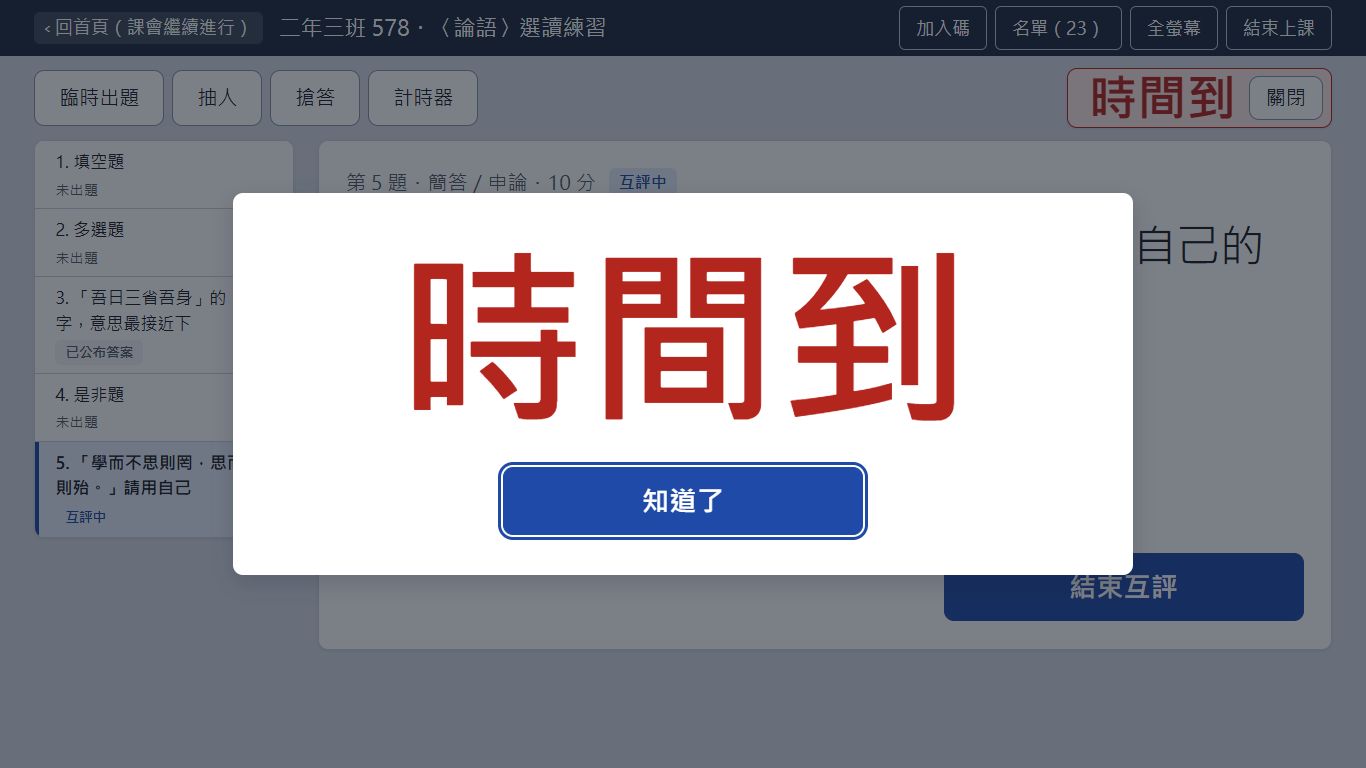 ‹ 回首頁（課會繼續進行） 二年三班 578．〈論語〉選讀練習 加入碼 名單（23） 全螢幕 結束上課
臨時出題 抽人 搶答 計時器 時間到 關閉
1. 填空題
未出題
2. 多選題
未出題
3.「吾日三省吾身」的
字，意思最接近下
已公布答案
4. 是非題
未出題
5.「學而不思則罔，思
則殆。」請用自己
互評中
第 5 題．簡答 / 申論．10 分 互評中
自己的
時間到
知道了
結束互評